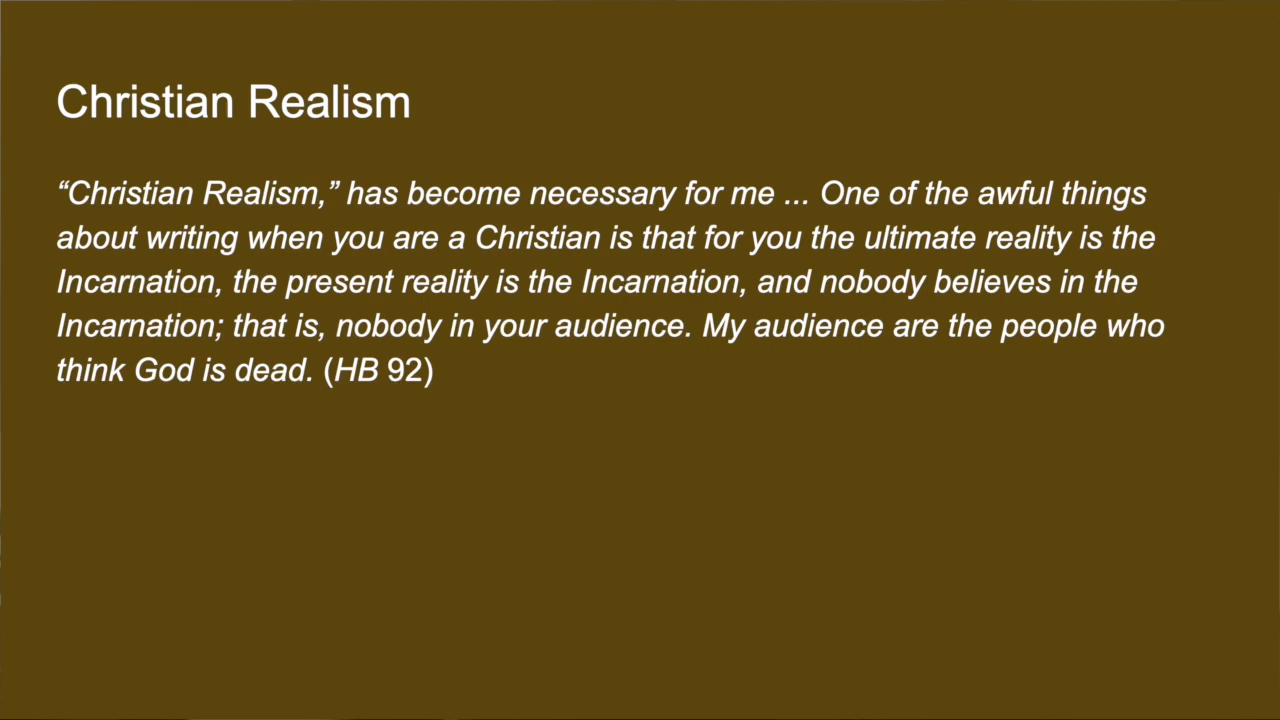 Christian Realism
“Christian Realism,” has become necessary for me ... One of the awful things
about writing when you are a Christian is that for you the ultimate reality is the
Incarnation, the present reality is the Incarnation, and nobody believes in the
Incarnation; that is, nobody in your audience. My audience are the people who
think God is dead. (HB 92)